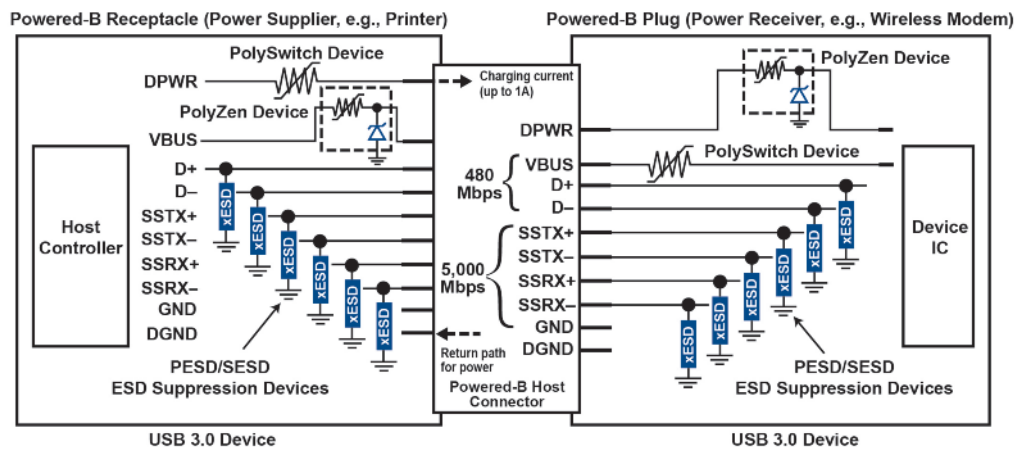 Powered-B Receptacle (Power Supplier, e.g., Printer)
Powered-B Plug (Power Receiver, e.g., Wireless Modem)
PolySwitch Device
DPWR
PolyZen Device
VBUS
D+
D–
SSTX+
SSTX–
SSRX+
SSRX–
GND
DGND
Host
Controller
xESD
xESD
xESD
xESD
xESD
xESD
PESD/SESD
ESD Suppression Devices
USB 3.0 Device
Charging current
(up to 1A)
480
Mbps
5,000
Mbps
Return path
for power
Powered-B Host
Connector
PolyZen Device
DPWR
VBUS
PolySwitch Device
D+
D–
SSTX+
SSTX–
SSRX+
SSRX–
GND
DGND
xESD
xESD
xESD
xESD
xESD
xESD
Device
IC
PESD/SESD
ESD Suppression Devices
USB 3.0 Device